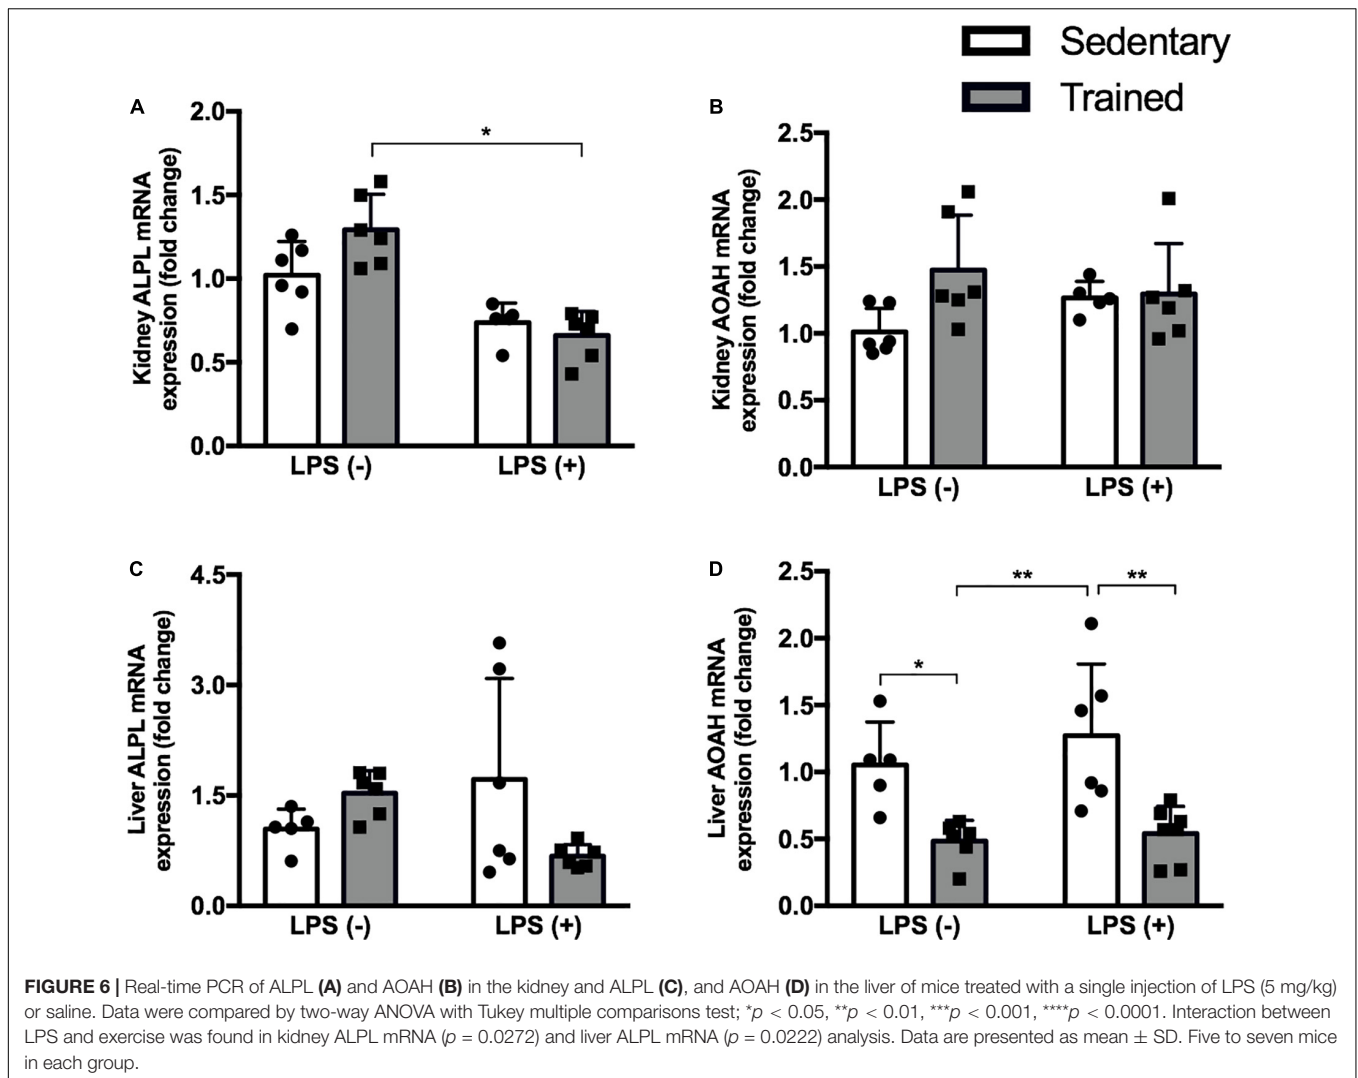 Sedentary
Trained
A
2.0
1.5
1.0
0.5
0.0
Kidney ALPL mRNA
expression (fold change)
*
LPS (-)
LPS (+)
B
2.5
2.0
1.5
1.0
0.5
0.0
Kidney AOAH mRNA
expression (fold change)
LPS (-)
LPS (+)
C
4.5
3.0
1.5
0.0
Liver ALPL mRNA
expression (fold change)
LPS (-)
LPS (+)
D
2.5
2.0
1.5
1.0
0.5
0.0
Liver AOAH mRNA
expression (fold change)
*
**
**
LPS (-)
LPS (+)
FIGURE 6 | Real-time PCR of ALPL (A) and AOAH (B) in the kidney and ALPL (C), and AOAH (D) in the liver of mice treated with a single injection of LPS (5 mg/kg)
or saline. Data were compared by two-way ANOVA with Tukey multiple comparisons test; *p < 0.05, **p < 0.01, ***p < 0.001, ****p < 0.0001. Interaction between
LPS and exercise was found in kidney ALPL mRNA (p = 0.0272) and liver ALPL mRNA (p = 0.0222) analysis. Data are presented as mean ± SD. Five to seven mice
in each group.